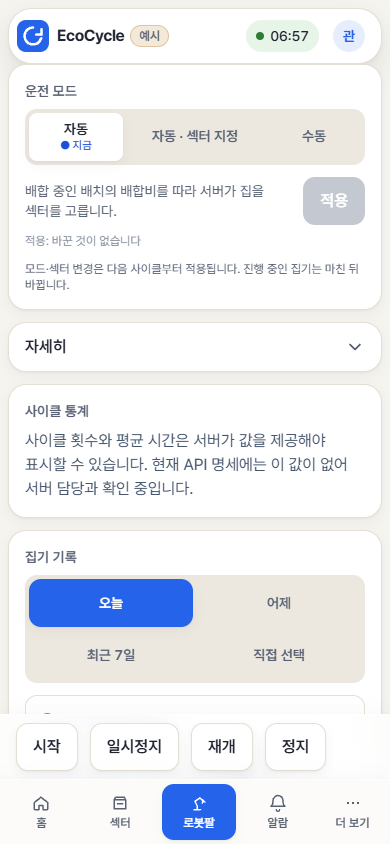 EcoCycle 예시 06:57 관
운전 모드
자동 자동 · 섹터 지정 수동
지금
배합 중인 배치의 배합비를 따라 서버가 집을
섹터를 고릅니다.
적용
적용: 바꾼 것이 없습니다
모드·섹터 변경은 다음 사이클부터 적용됩니다. 진행 중인 집기는 마친 뒤
바뀝니다.
자세히
사이클 통계
사이클 횟수와 평균 시간은 서버가 값을 제공해야
표시할 수 있습니다. 현재 API 명세에는 이 값이 없어
서버 담당과 확인 중입니다.
집기 기록
오늘 어제
최근 7일 직접 선택
시작 일시정지 재개 정지
홈 섹터 로봇팔 알람 더 보기